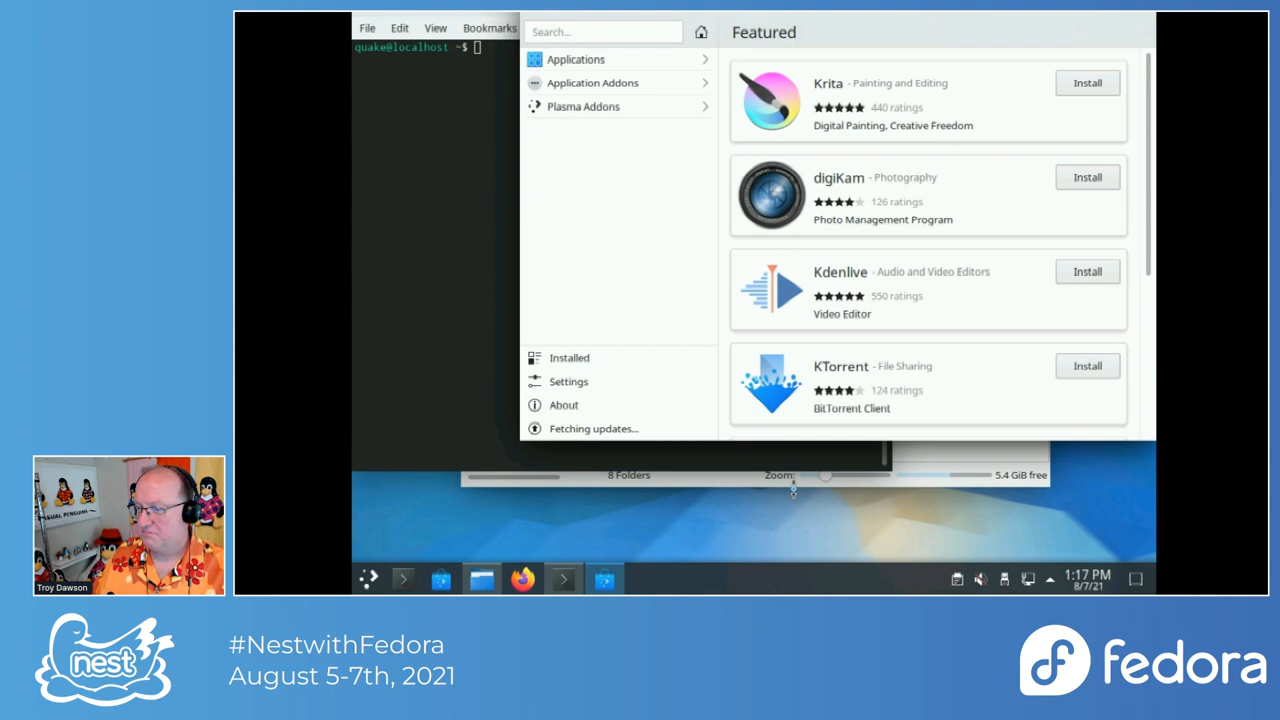 File Edit View Bookmarks
quake@localhost ~$
Search...
Applications
Application Addons
Plasma Addons
Installed
Settings
About
Fetching updates...
Featured
Krita - Painting and Editing
440 ratings
Digital Painting, Creative Freedom
Install
digiKam - Photography
126 ratings
Photo Management Program
Install
Kdenlive - Audio and Video Editors
550 ratings
Video Editor
Install
KTorrent - File Sharing
124 ratings
BitTorrent Client
Install
8 Folders
Zoom:
5.4 GiB free
1:17 PM
8/7/21
Troy Dawson
nest
#NestwithFedora
August 5-7th, 2021
fedora